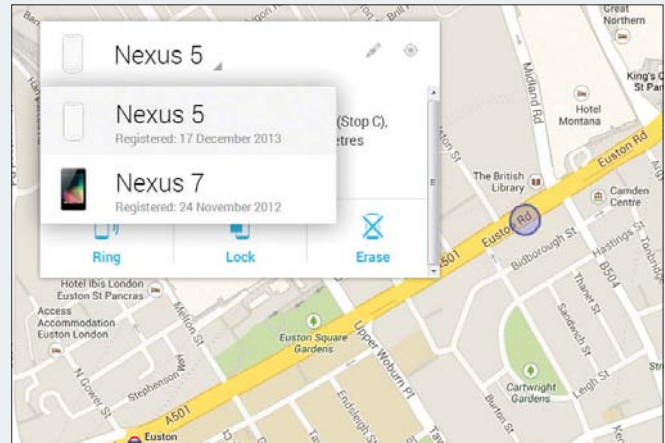 Nexus 5
Nexus 5
Registered: 17 December 2013
Nexus 7
Registered: 24 November 2012
(Stop C),
etres
Ring
Lock
Erase
Great
Northern
King's C
St Pan
Midland Rd
Hotel
Montana
Euston Rd
The British
Library
Camden
Centre
Euston Rd
Bidborough St
Hastings St
Tonbridge
A501
B504
Thanet St
Sandwich St
Leigh St
Hotel Ibis London
Euston St Pancras
Access
Accommodation
Euston London
Melton St
Euston Square
Gardens
Upper Woburn Pl
Cartwright
Gardens
Stephenson
N Gower St
A501
Euston
Endsleigh St
Burton St